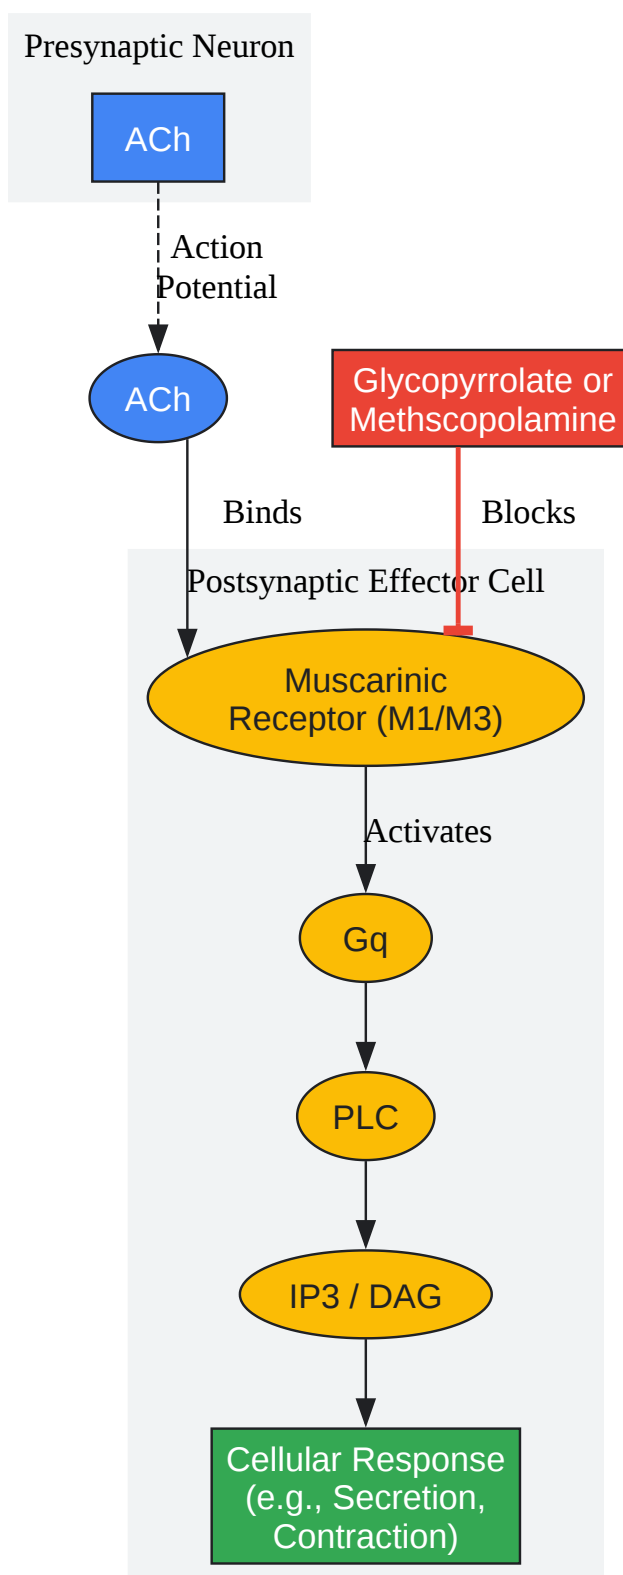 Presynaptic Neuron
ACh
Action
Potential
ACh
Glycopyrrolate or
Methscopolamine
Binds
Blocks
Postsynaptic Effector Cell
Muscarinic
Receptor (M1/M3)
Activates
Gq
PLC
IP3 / DAG
Cellular Response
(e.g., Secretion,
Contraction)